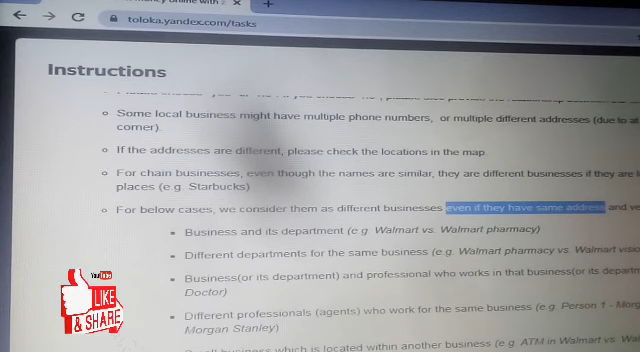 toloka.yandex.com/tasks
Instructions
Some local business might have multiple phone numbers, or multiple different addresses (due to at
corner).
If the addresses are different, please check the locations in the map
For chain businesses, even though the names are similar, they are different businesses if they are
places (e.g. Starbucks)
For below cases, we consider them as different businesses even if they have same address and
Business and its department (e.g. Walmart vs. Walmart pharmacy)
Different departments for the same business (e.g. Walmart pharmacy vs. Walmart
Business(or its department) and professional who works in that business(or its
Doctor)
Different professionals (agents) who work for the same business (e.g. Person 1 -
Morgan Stanley)
business which is located within another business (e.g. ATM in Walmart vs.
YouTube
LIKE
& SHARE